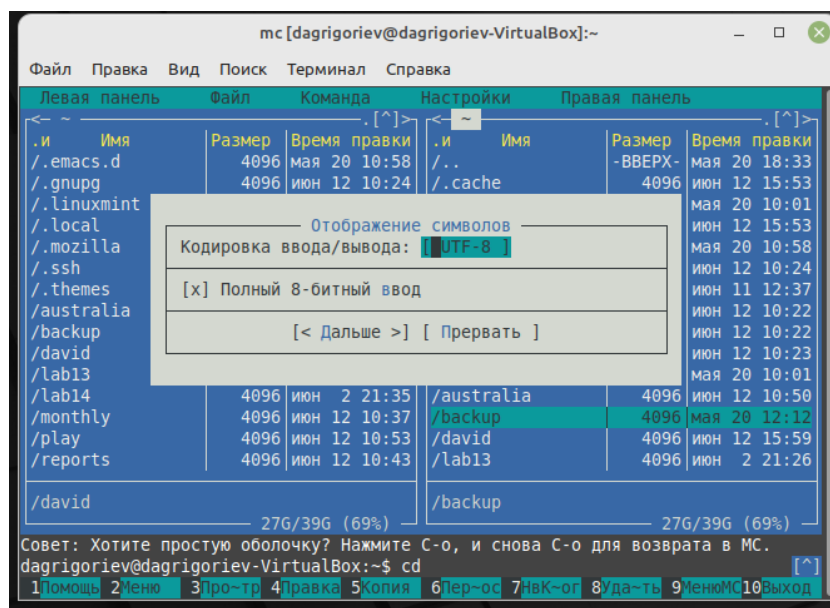 mc [dagrigoriev@dagrigoriev-VirtualBox]:~
Файл Правка Вид Поиск Терминал Справка
Левая панель Файл Команда Настройки Правая панель
<- ~ .[^]> <- ~ .[^]>
.и Имя Размер Время правки .и Имя Размер Время правки
/.emacs.d 4096 мая 20 10:58 /.. -ВВЕРХ- мая 20 18:33
/.gnupg 4096 июн 12 10:24 /.cache 4096 июн 12 15:53
/.linuxmint мая 20 10:01
/.local Отображение символов июн 12 15:53
/.mozilla Кодировка ввода/вывода: [ UTF-8 ] мая 20 10:58
/.ssh июн 12 10:24
/.themes [x] Полный 8-битный ввод июн 11 12:37
/australia июн 12 10:22
/backup [< Дальше >] [ Прервать ] июн 12 10:22
/david июн 12 10:23
/lab13 мая 20 10:01
/lab14 4096 июн 2 21:35 /australia 4096 июн 12 10:50
/monthly 4096 июн 12 10:37 /backup 4096 мая 20 12:12
/play 4096 июн 12 10:53 /david 4096 июн 12 15:59
/reports 4096 июн 12 10:43 /lab13 4096 июн 2 21:26
/david /backup
27G/39G (69%) 27G/39G (69%)
Совет: Хотите простую оболочку? Нажмите C-o, и снова C-o для возврата в MC.
dagrigoriev@dagrigoriev-VirtualBox:~$ cd [^]
1Помощь 2Меню 3Про~тр 4Правка 5Копия 6Пер~ос 7НвК~ог 8Уда~ть 9МенюMC10Выход